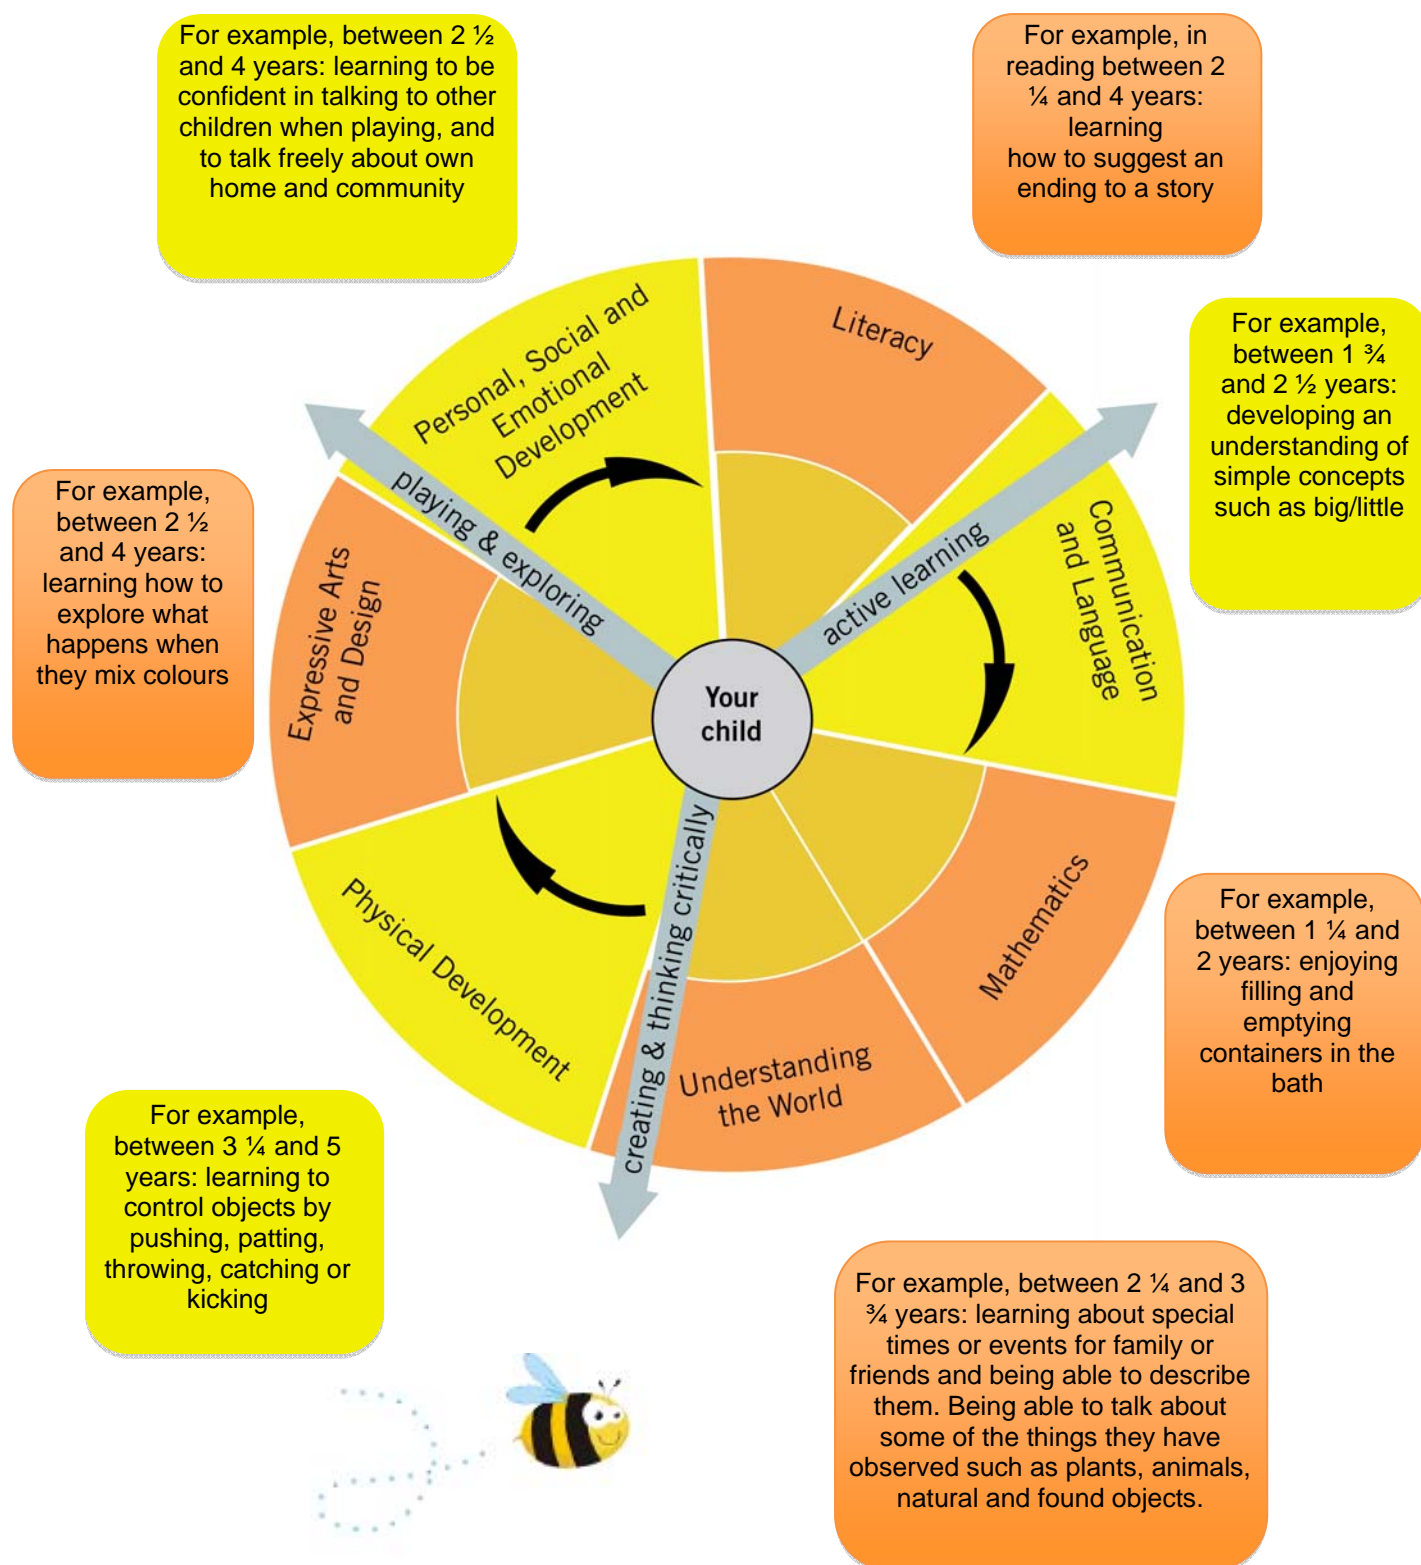 For example, between 2 ½
and 4 years: learning to be
confident in talking to other
children when playing, and
to talk freely about own
home and community
For example, in
reading between 2
¼ and 4 years:
learning
how to suggest an
ending to a story
For example,
between 1 ¾
and 2 ½ years:
developing an
understanding of
simple concepts
such as big/little
For example,
between 2 ½
and 4 years:
learning how to
explore what
happens when
they mix colours
Personal, Social and
Emotional
Development
Literacy
Communication
and Language
Expressive Arts
and Design
playing & exploring
active learning
Your
child
creating & thinking critically
Physical Development
Understanding
the World
Mathematics
For example,
between 1 ¼ and
2 years: enjoying
filling and
emptying
containers in the
bath
For example,
between 3 ¼ and 5
years: learning to
control objects by
pushing, patting,
throwing, catching or
kicking
For example, between 2 ¼ and 3
¾ years: learning about special
times or events for family or
friends and being able to describe
them. Being able to talk about
some of the things they have
observed such as plants, animals,
natural and found objects.